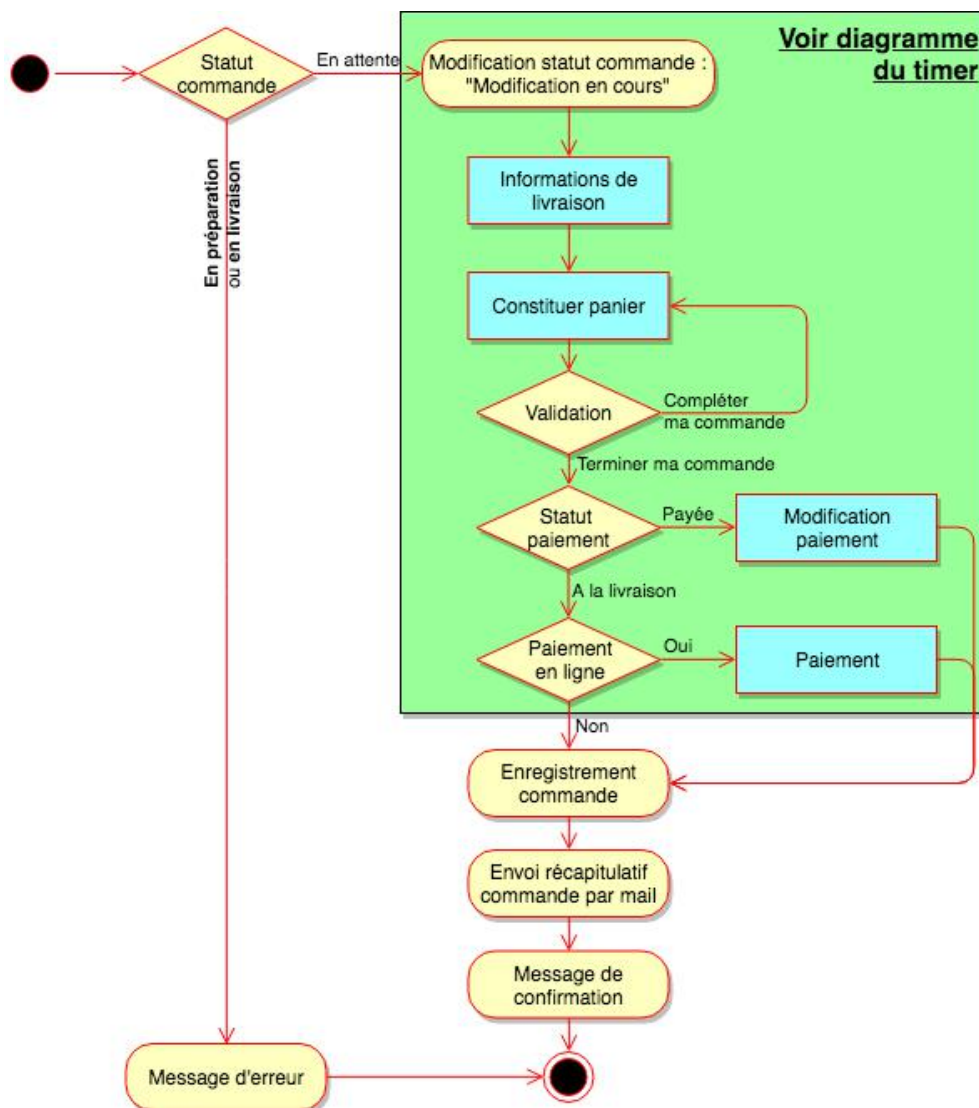 Voir diagramme
du timer
Statut
commande
En attente
Modification statut commande :
"Modification en cours"
En préparation
ou en livraison
Informations de
livraison
Constituer panier
Validation
Compléter
ma commande
Terminer ma commande
Statut
paiement
Payée
Modification
paiement
A la livraison
Paiement
en ligne
Oui
Paiement
Non
Enregistrement
commande
Envoi récapitulatif
commande par mail
Message de
confirmation
Message d'erreur